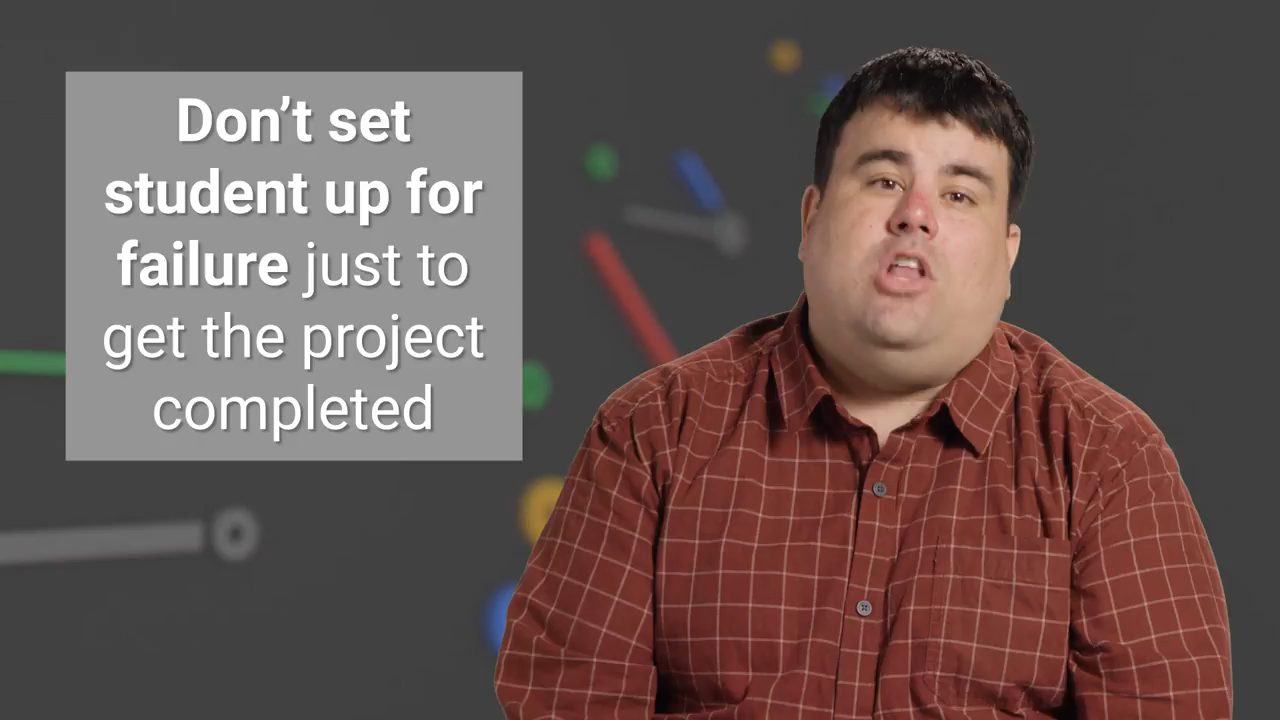 Don’t set
student up for
failure just to
get the project
completed